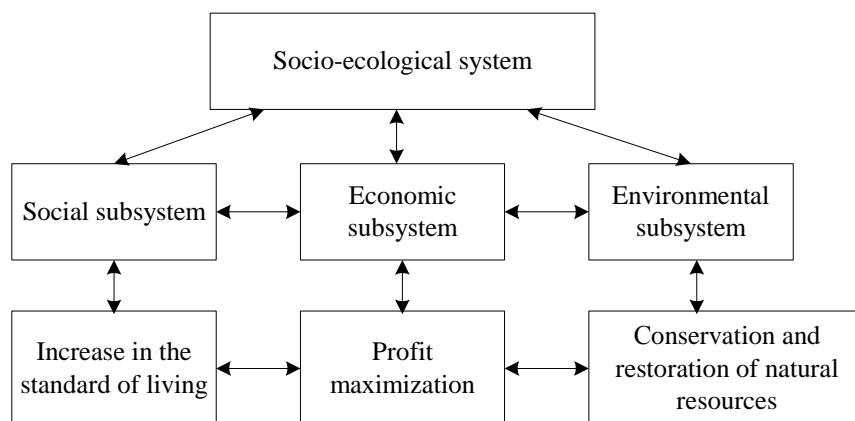 Socio-ecological system
Social subsystem
Economic
subsystem
Environmental
subsystem
Increase in the
standard of living
Profit
maximization
Conservation and
restoration of natural
resources